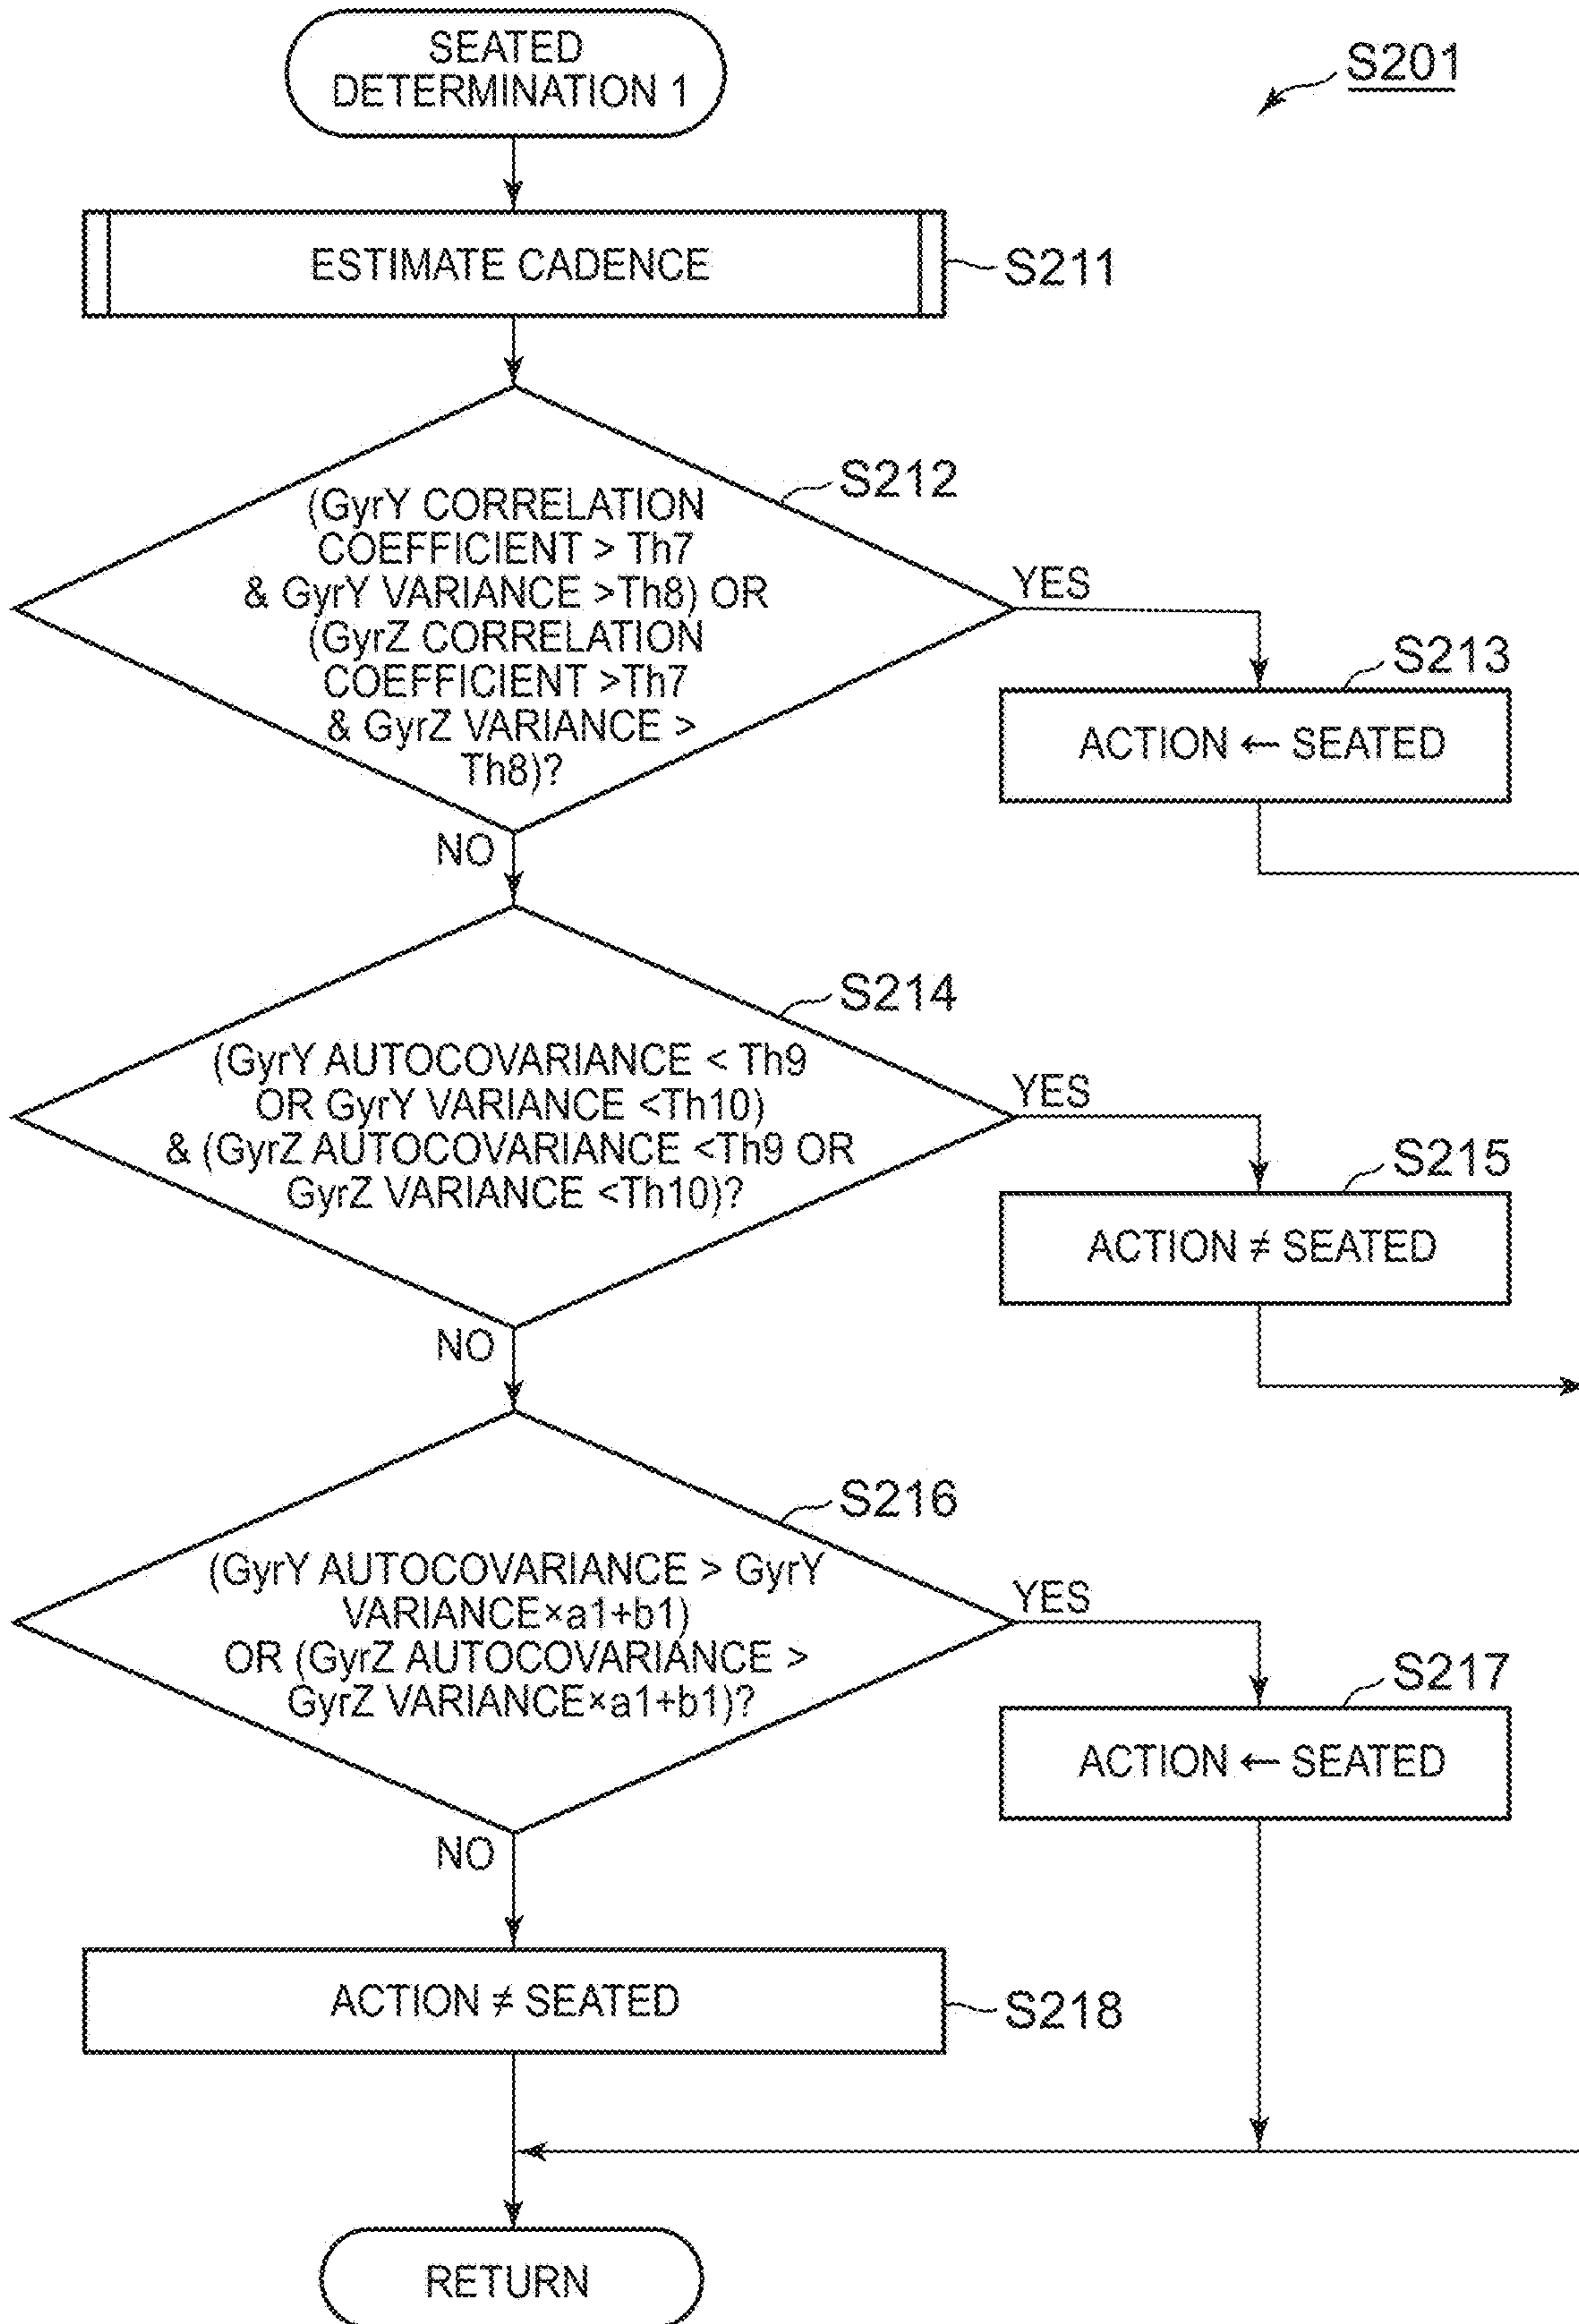 SEATED
DETERMINATION 1
S201
ESTIMATE CADENCE
S211
S212
(GyrY CORRELATION
COEFFICIENT > Th7
& GyrY VARIANCE >Th8) OR
(GyrZ CORRELATION
COEFFICIENT >Th7
& GyrZ VARIANCE >
Th8)?
YES
S213
ACTION ← SEATED
NO
S214
(GyrY AUTOCOVARIANCE < Th9
OR GyrY VARIANCE <Th10)
& (GyrZ AUTOCOVARIANCE <Th9 OR
GyrZ VARIANCE <Th10)?
YES
S215
ACTION ≠ SEATED
NO
S216
(GyrY AUTOCOVARIANCE > GyrY
VARIANCE×a1+b1)
OR (GyrZ AUTOCOVARIANCE >
GyrZ VARIANCE×a1+b1)?
YES
S217
ACTION ← SEATED
NO
ACTION ≠ SEATED
S218
RETURN